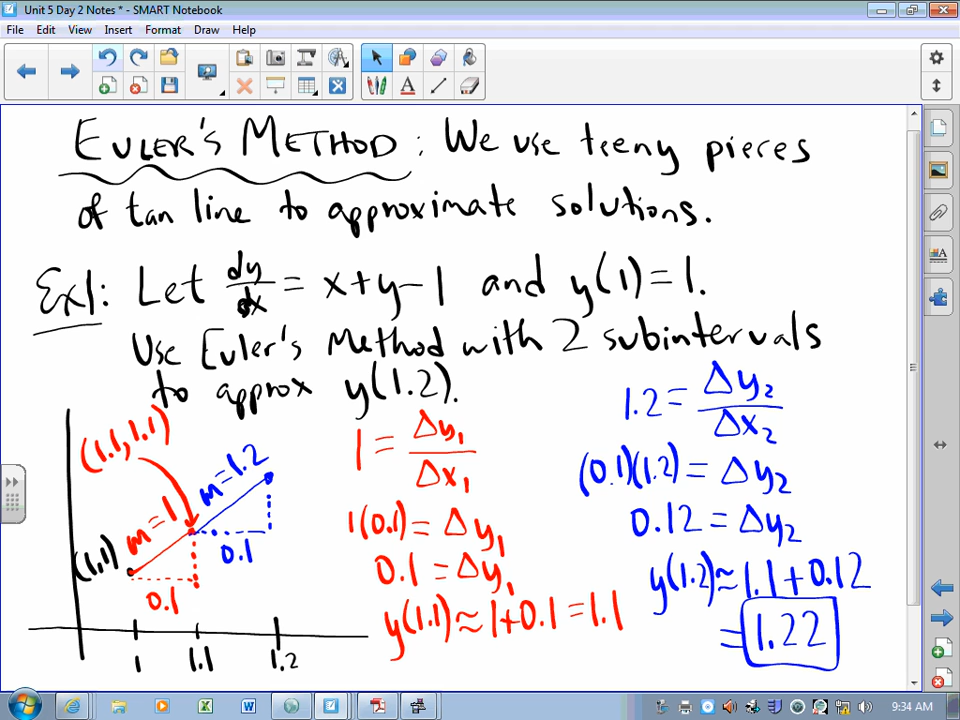 Unit 5 Day 2 Notes * - SMART Notebook
File Edit View Insert Format Draw Help
EULER'S METHOD : We use teeny pieces
of tan line to approximate solutions.
Ex1: Let dy/dx = x+y-1 and y(1)=1.
Use Euler's Method with 2 subintervals
to approx y(1.2).
(1.1, 1.1)
m=1
m=1.2
(1,1)
0.1
0.1
1 1.1 1.2
1 = Δy₁/Δx₁
1(0.1) = Δy₁
0.1 = Δy₁
y(1.1) ≈ 1+0.1 = 1.1
1.2 = Δy₂/Δx₂
(0.1)(1.2) = Δy₂
0.12 = Δy₂
y(1.2) ≈ 1.1+0.12
= 1.22
9:34 AM